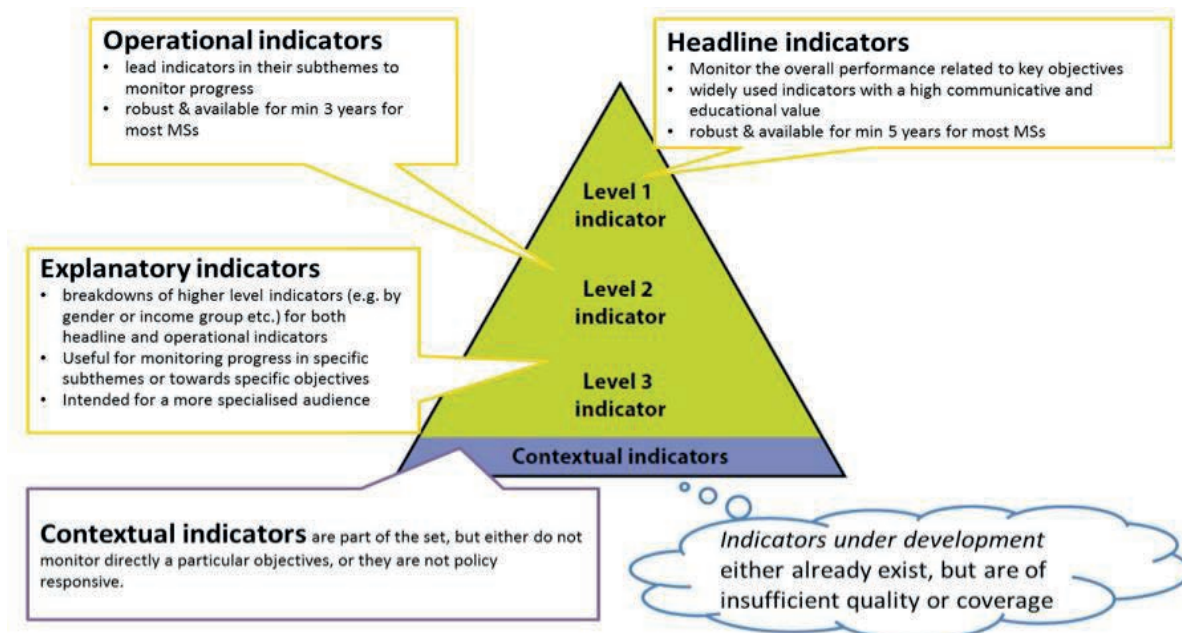 Operational indicators
• lead indicators in their subthemes to
monitor progress
• robust & available for min 3 years for
most MSs
Headline indicators
• Monitor the overall performance related to key objectives
• widely used indicators with a high communicative and
educational value
• robust & available for min 5 years for most MSs
Level 1
indicator
Explanatory indicators
• breakdowns of higher level indicators (e.g. by
gender or income group etc.) for both
headline and operational indicators
• Useful for monitoring progress in specific
subthemes or towards specific objectives
• Intended for a more specialised audience
Level 2
indicator
Level 3
indicator
Contextual indicators
Contextual indicators are part of the set, but either do not
monitor directly a particular objectives, or they are not policy
responsive.
Indicators under development
either already exist, but are of
insufficient quality or coverage